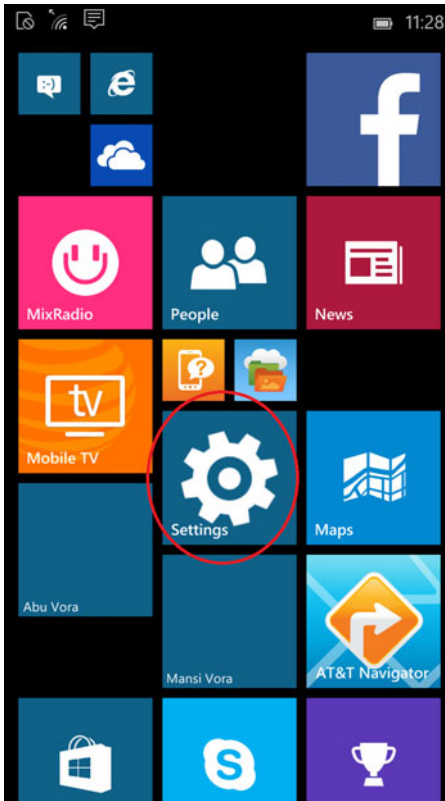 11:28
:-)
MixRadio
People
News
tv
Mobile TV
?
Settings
Maps
Abu Vora
Mansi Vora
AT&T Navigator